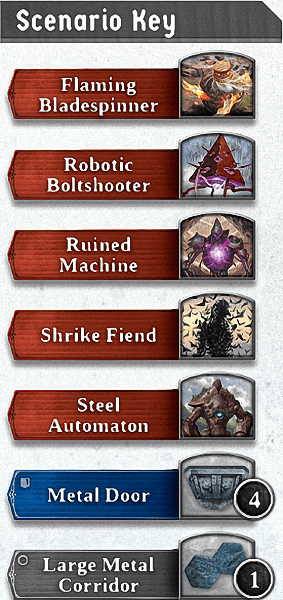 Scenario Key
Flaming
Bladespinner
Robotic
Boltshooter
Ruined
Machine
Shrike Fiend
Steel
Automaton
Metal Door
4
Large Metal
Corridor
1